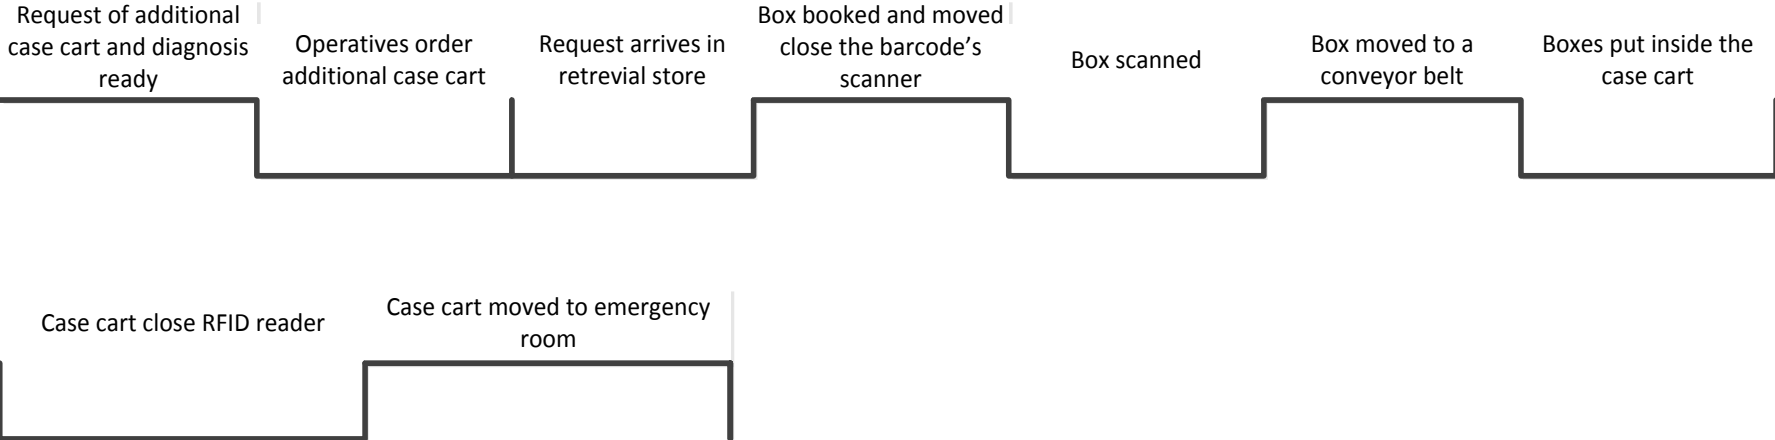 Request of additional
case cart and diagnosis
ready
Operatives order
additional case cart
Request arrives in
retrevial store
Box booked and moved
close the barcode's
scanner
Box scanned
Box moved to a
conveyor belt
Boxes put inside the
case cart
Case cart close RFID reader
Case cart moved to emergency
room